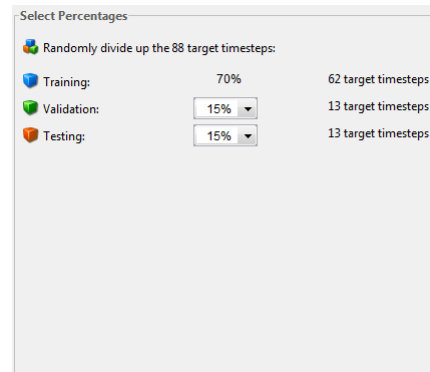 Select Percentages
Randomly divide up the 88 target timesteps:
Training: 70% 62 target timesteps
Validation: 15% 13 target timesteps
Testing: 15% 13 target timesteps